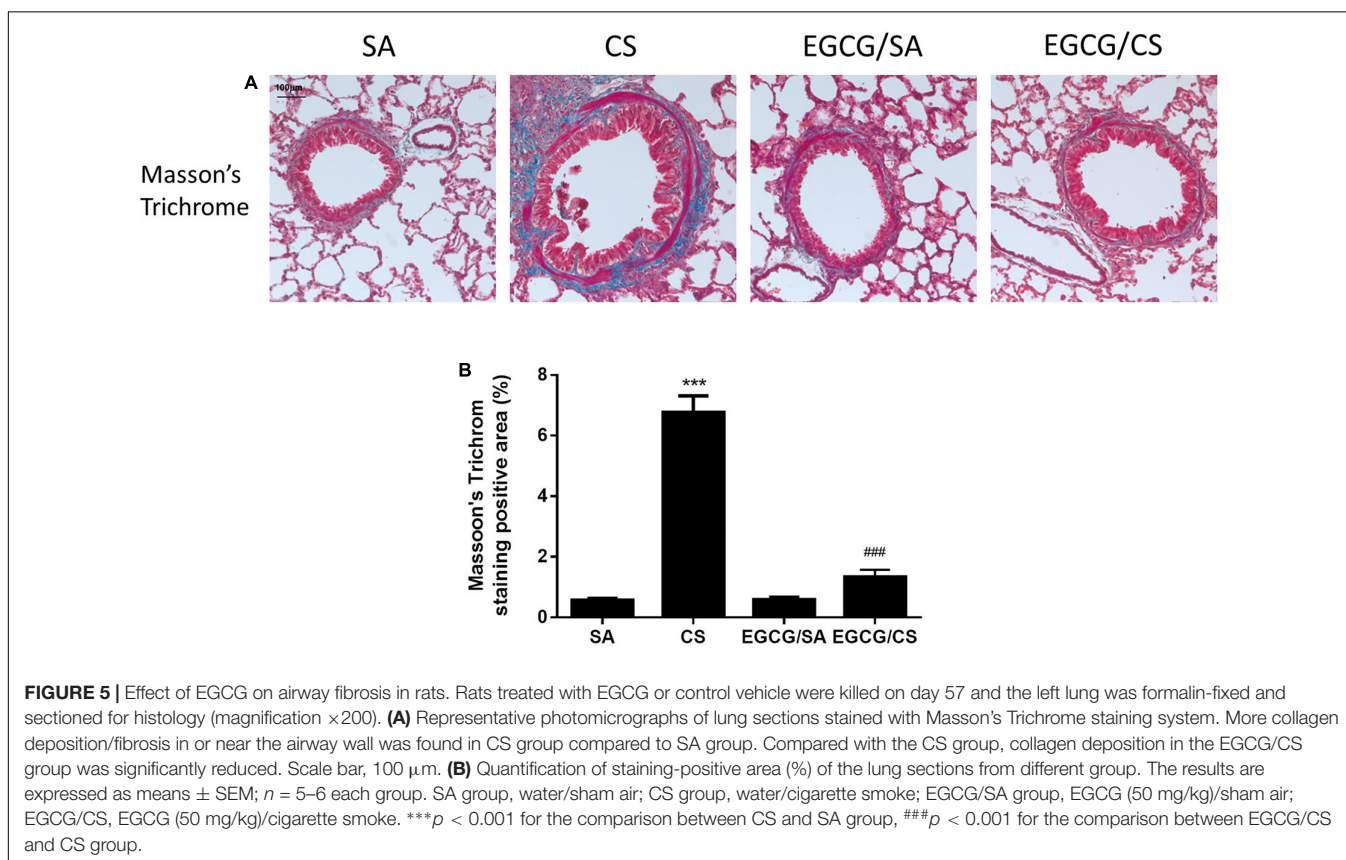 SA CS EGCG/SA EGCG/CS
A
100μm
Masson's
Trichrome
B
Massoon's Trichrom
staining positive area (%)
8
6
4
2
0
***
###
SA CS EGCG/SA EGCG/CS
FIGURE 5 | Effect of EGCG on airway fibrosis in rats. Rats treated with EGCG or control vehicle were killed on day 57 and the left lung was formalin-fixed and
sectioned for histology (magnification ×200). (A) Representative photomicrographs of lung sections stained with Masson's Trichrome staining system. More collagen
deposition/fibrosis in or near the airway wall was found in CS group compared to SA group. Compared with the CS group, collagen deposition in the EGCG/CS
group was significantly reduced. Scale bar, 100 μm. (B) Quantification of staining-positive area (%) of the lung sections from different group. The results are
expressed as means ± SEM; n = 5–6 each group. SA group, water/sham air; CS group, water/cigarette smoke; EGCG/SA group, EGCG (50 mg/kg)/sham air;
EGCG/CS, EGCG (50 mg/kg)/cigarette smoke. ***p < 0.001 for the comparison between CS and SA group, ###p < 0.001 for the comparison between EGCG/CS
and CS group.